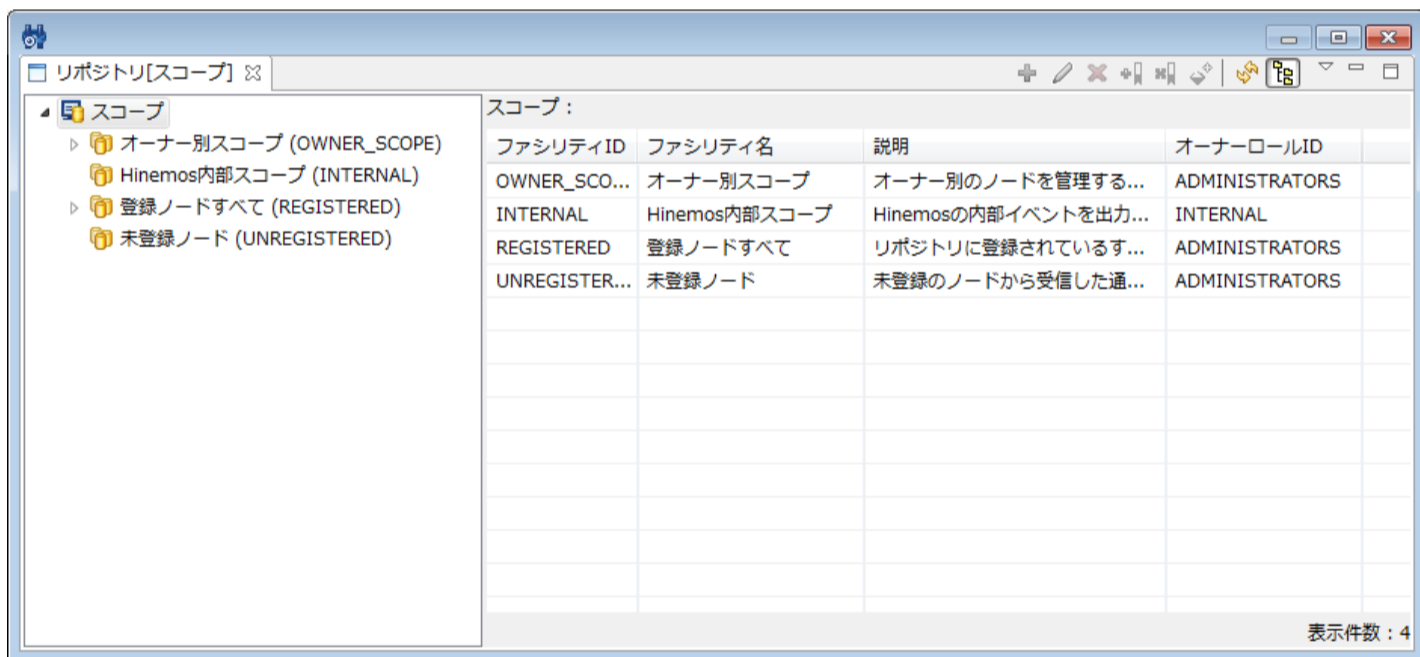 リポジトリ[スコープ]
スコープ
オーナー別スコープ (OWNER_SCOPE)
Hinemos内部スコープ (INTERNAL)
登録ノードすべて (REGISTERED)
未登録ノード (UNREGISTERED)
スコープ：
ファシリティID ファシリティ名 説明 オーナーロールID
OWNER_SCO... オーナー別スコープ オーナー別のノードを管理する... ADMINISTRATORS
INTERNAL Hinemos内部スコープ Hinemosの内部イベントを出力... INTERNAL
REGISTERED 登録ノードすべて リポジトリに登録されているす... ADMINISTRATORS
UNREGISTER... 未登録ノード 未登録のノードから受信した通... ADMINISTRATORS
表示件数：4